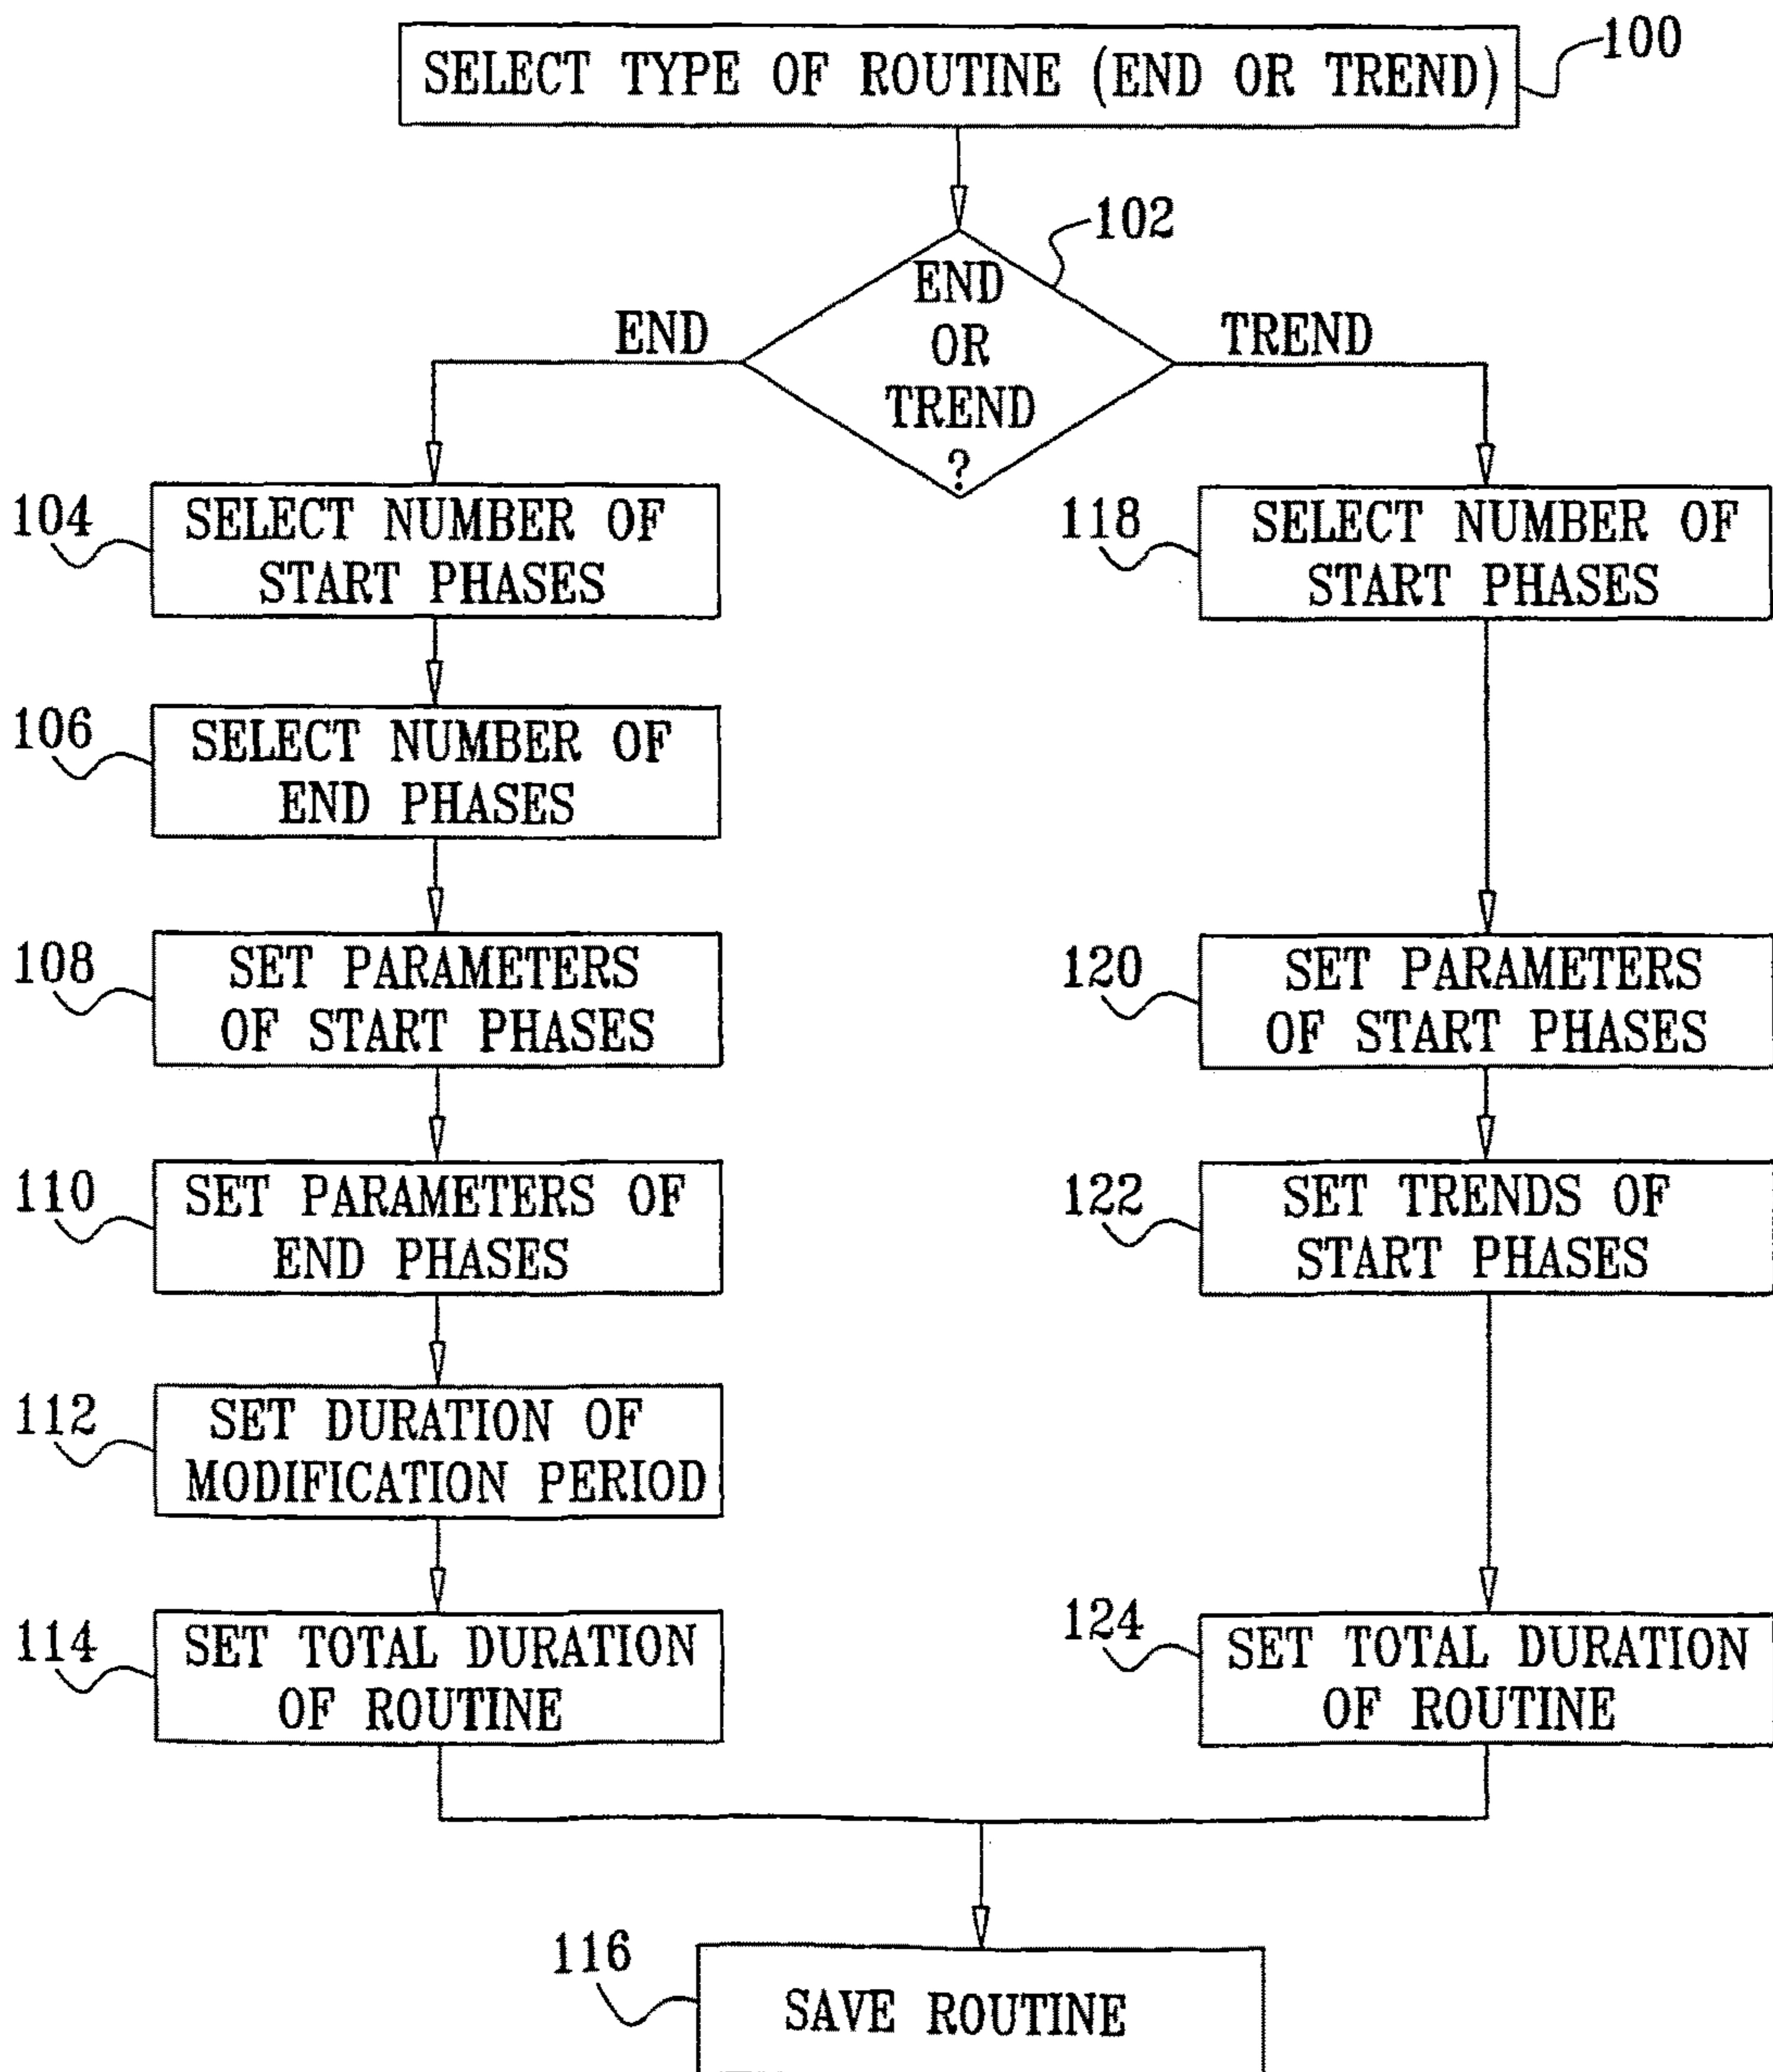 SELECT TYPE OF ROUTINE (END OR TREND)
100
102
END
OR
TREND
?
END
TREND
104
SELECT NUMBER OF
START PHASES
106
SELECT NUMBER OF
END PHASES
108
SET PARAMETERS
OF START PHASES
110
SET PARAMETERS OF
END PHASES
112
SET DURATION OF
MODIFICATION PERIOD
114
SET TOTAL DURATION
OF ROUTINE
118
SELECT NUMBER OF
START PHASES
120
SET PARAMETERS
OF START PHASES
122
SET TRENDS OF
START PHASES
124
SET TOTAL DURATION
OF ROUTINE
116
SAVE ROUTINE